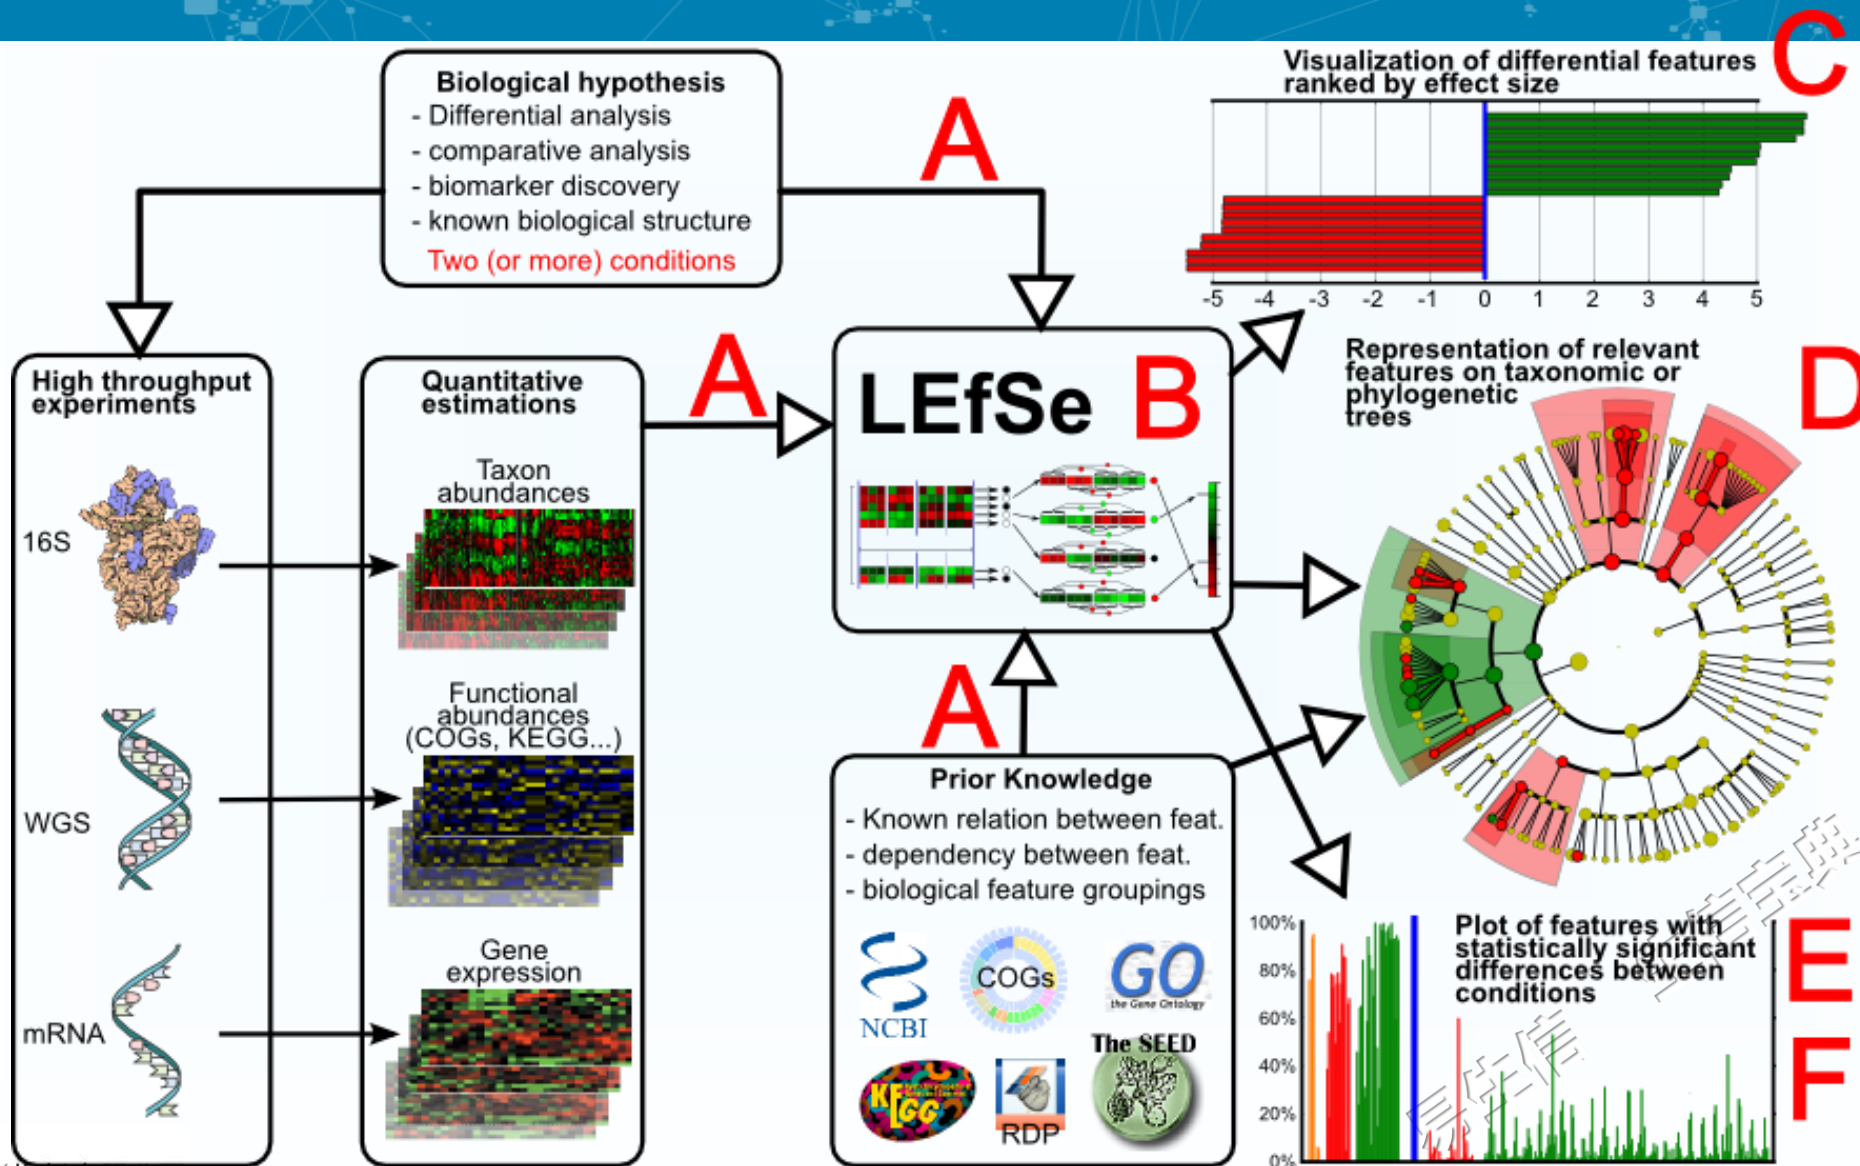 Biological hypothesis
- Differential analysis
- comparative analysis
- biomarker discovery
- known biological structure
Two (or more) conditions
A
Visualization of differential features
ranked by effect size
C
-5 -4 -3 -2 -1 0 1 2 3 4 5
High throughput
experiments
16S
WGS
mRNA
Quantitative
estimations
Taxon
abundances
Functional
abundances
(COGs, KEGG...)
Gene
expression
A
LEfSe
B
Representation of relevant
features on taxonomic or
phylogenetic
trees
D
A
Prior Knowledge
- Known relation between feat.
- dependency between feat.
- biological feature groupings
NCBI
COGs
GO
the Gene Ontology
KEGG
RDP
The SEED
Plot of features with
statistically significant
differences between
conditions
E
F
100%
80%
60%
40%
20%
0%
易生信